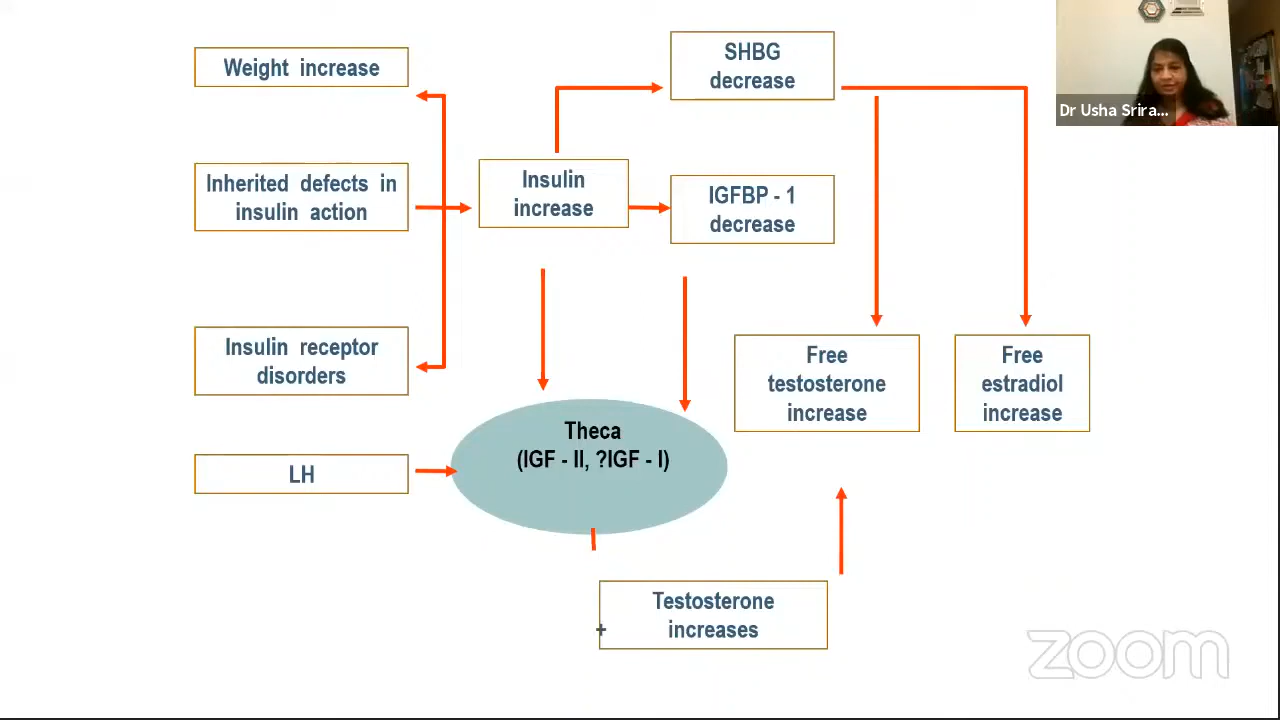 Weight increase
SHBG
decrease
Dr Usha Srira...
Inherited defects in
insulin action
Insulin
increase
IGFBP - 1
decrease
Insulin receptor
disorders
Free
testosterone
increase
Free
estradiol
increase
Theca
(IGF - II, ?IGF - I)
LH
Testosterone
increases
+
zoom